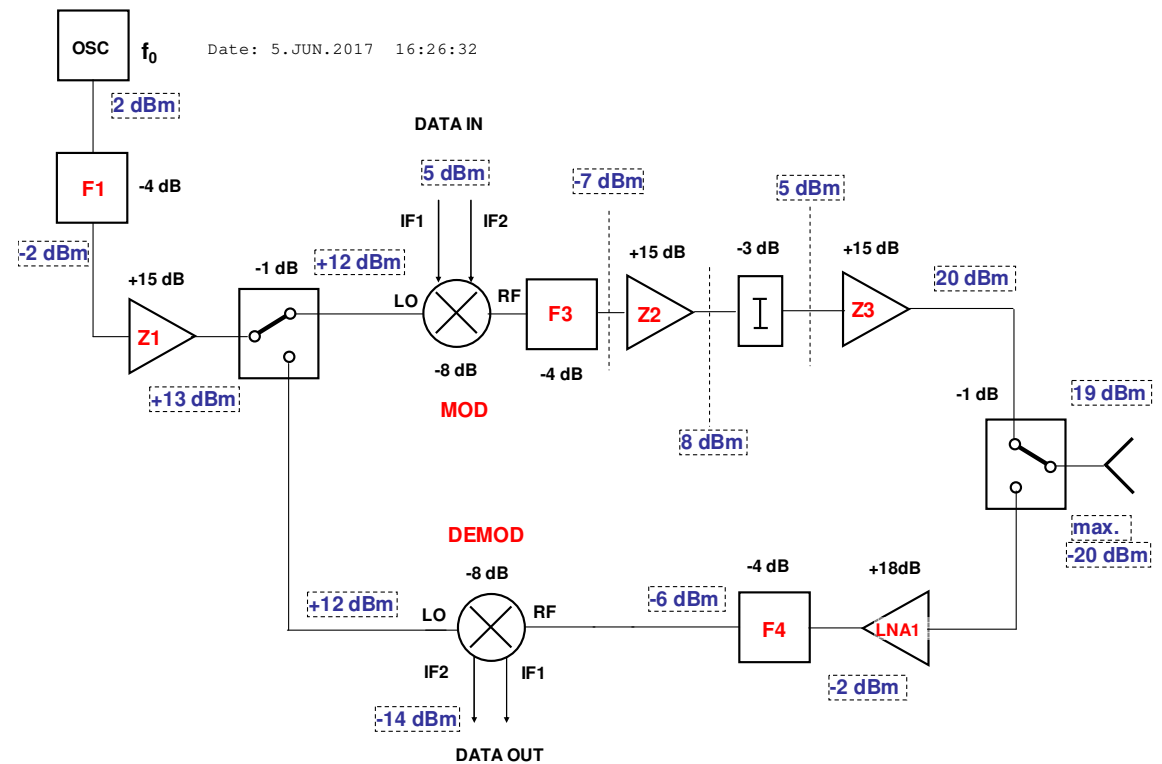 OSC
f0
Date: 5.JUN.2017 16:26:32
2 dBm
DATA IN
F1
-4 dB
5 dBm
-7 dBm
5 dBm
IF1
IF2
-2 dBm
+15 dB
-1 dB
+12 dBm
+15 dB
-3 dB
+15 dB
20 dBm
LO
RF
Z1
F3
Z2
I
Z3
-8 dB
-4 dB
+13 dBm
MOD
-1 dB
19 dBm
8 dBm
DEMOD
max.
-20 dBm
-8 dB
-4 dB
+18dB
+12 dBm
LO
RF
-6 dBm
F4
LNA1
IF2
IF1
-2 dBm
-14 dBm
DATA OUT